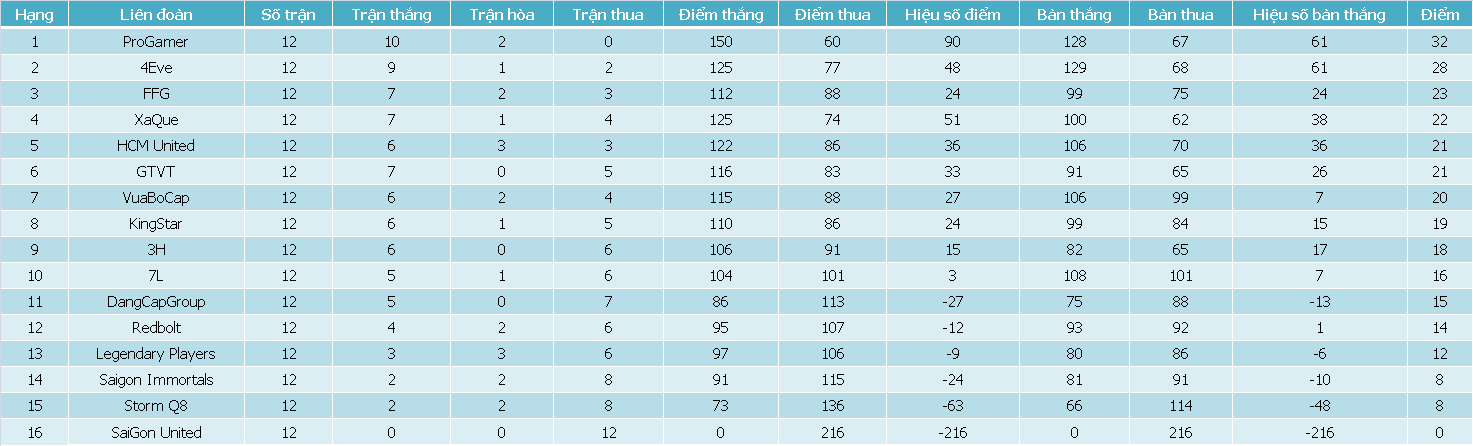 Hạng Liên đoàn Số trận Trận thắng Trận hòa Trận thua Điểm thắng Điểm thua Hiệu số điểm Bàn thắng Bàn thua Hiệu số bàn thắng Điểm
1 ProGamer 12 10 2 0 150 60 90 128 67 61 32
2 4Eve 12 9 1 2 125 77 48 129 68 61 28
3 FFG 12 7 2 3 112 88 24 99 75 24 23
4 XaQue 12 7 1 4 125 74 51 100 62 38 22
5 HCM United 12 6 3 3 122 86 36 106 70 36 21
6 GTVT 12 7 0 5 116 83 33 91 65 26 21
7 VuaBoCap 12 6 2 4 115 88 27 106 99 7 20
8 KingStar 12 6 1 5 110 86 24 99 84 15 19
9 3H 12 6 0 6 106 91 15 82 65 17 18
10 7L 12 5 1 6 104 101 3 108 101 7 16
11 DangCapGroup 12 5 0 7 86 113 -27 75 88 -13 15
12 Redbolt 12 4 2 6 95 107 -12 93 92 1 14
13 Legendary Players 12 3 3 6 97 106 -9 80 86 -6 12
14 Saigon Immortals 12 2 2 8 91 115 -24 81 91 -10 8
15 Storm Q8 12 2 2 8 73 136 -63 66 114 -48 8
16 SaiGon United 12 0 0 12 0 216 -216 0 216 -216 0